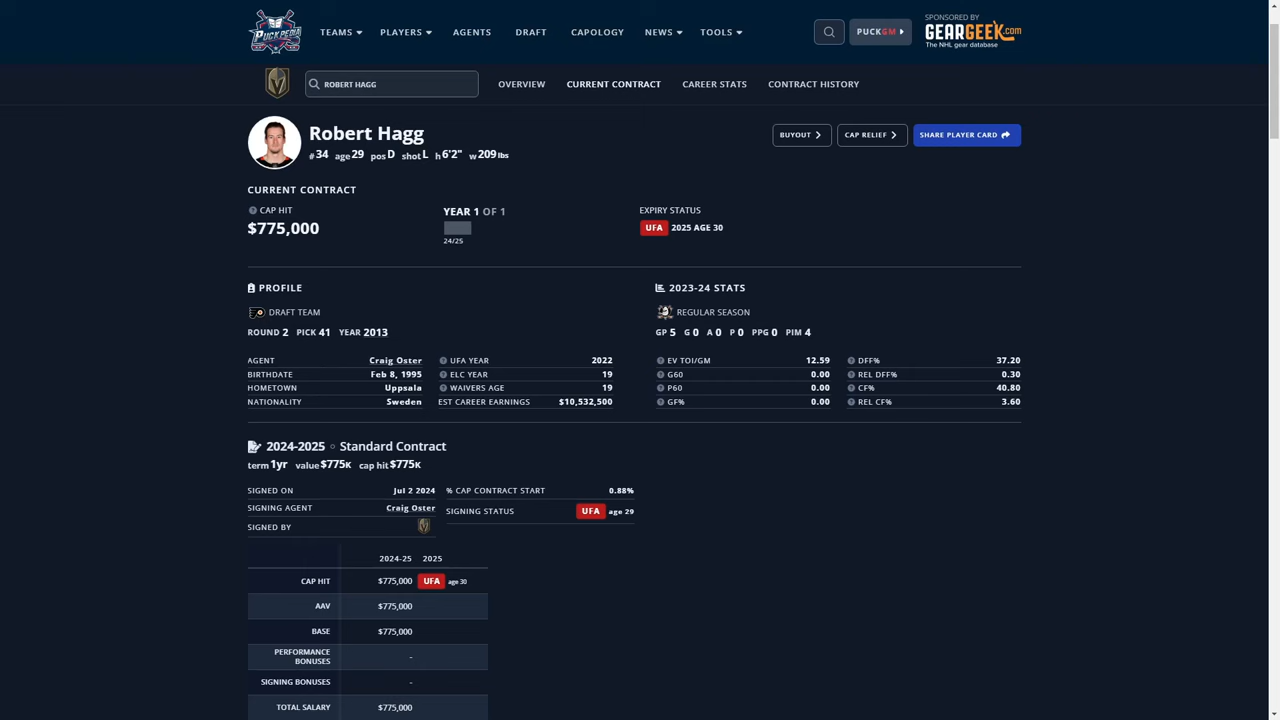 PUCKPEDIA
TEAMS PLAYERS AGENTS DRAFT CAPOLOGY NEWS TOOLS
PUCKGM
SPONSORED BY
GEARGEEK.com
The NHL gear database
ROBERT HAGG
OVERVIEW CURRENT CONTRACT CAREER STATS CONTRACT HISTORY
Robert Hagg
#34 age29 posD shotL h6'2" w209lbs
BUYOUT CAP RELIEF SHARE PLAYER CARD
CURRENT CONTRACT
CAP HIT
$775,000
YEAR 1 OF 1
24/25
EXPIRY STATUS
UFA 2025 AGE 30
PROFILE
DRAFT TEAM
ROUND 2 PICK 41 YEAR 2013
AGENT Craig Oster
BIRTHDATE Feb 8, 1995
HOMETOWN Uppsala
NATIONALITY Sweden
UFA YEAR 2022
ELC YEAR 19
WAIVERS AGE 19
EST CAREER EARNINGS $10,532,500
2023-24 STATS
REGULAR SEASON
GP 5 G 0 A 0 P 0 PPG 0 PIM 4
EV TOI/GM 12.59
G60 0.00
P60 0.00
GF% 0.00
DFF% 37.20
REL DFF% 0.30
CF% 40.80
REL CF% 3.60
2024-2025 Standard Contract
term1yr value$775K cap hit$775K
SIGNED ON Jul 2 2024
SIGNING AGENT Craig Oster
SIGNED BY
% CAP CONTRACT START 0.88%
SIGNING STATUS UFA age 29
2024-25 2025
CAP HIT $775,000 UFA age 30
AAV $775,000
BASE $775,000
PERFORMANCE
BONUSES -
SIGNING BONUSES -
TOTAL SALARY $775,000